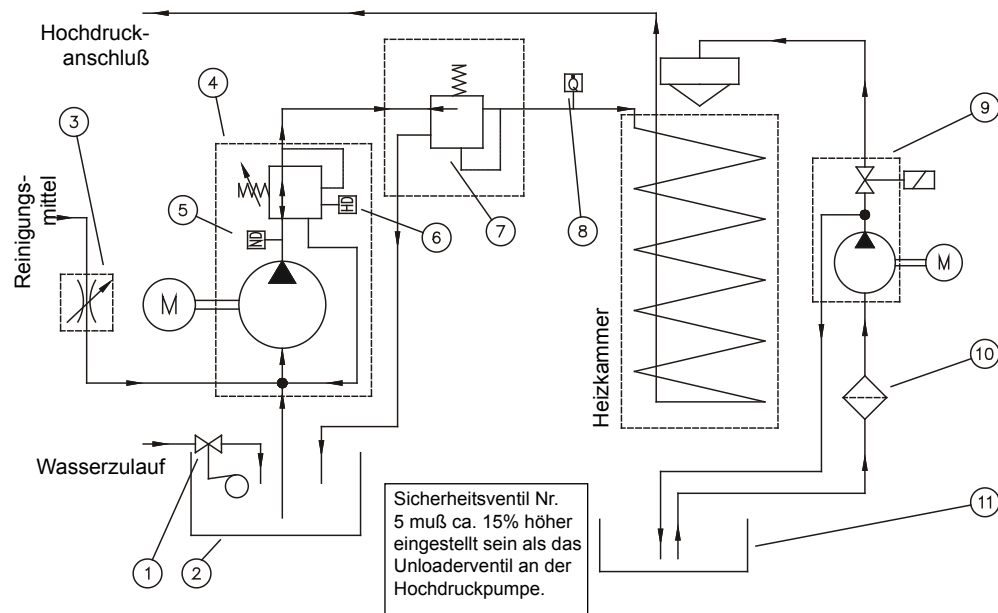 Hochdruck-
anschluß
4
3
5
ND
HD
6
7
Q
8
9
Reinigungs-
mittel
M
M
Heizkammer
10
Wasserzulauf
1
2
Sicherheitsventil Nr.
5 muß ca. 15% höher
eingestellt sein als das
Unloaderventil an der
Hochdruckpumpe.
11